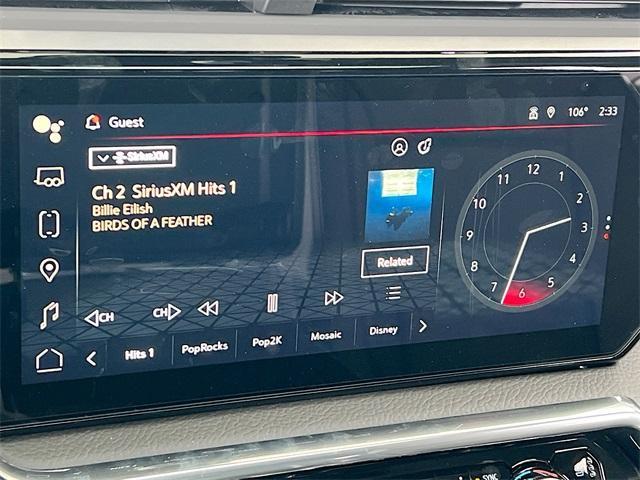 Guest
106° 2:33
SiriusXM
Ch 2 SiriusXM Hits 1
Billie Eilish
BIRDS OF A FEATHER
Related
12
1
2
3
4
5
6
7
8
9
10
11
CH
CH
Hits 1 PopRocks Pop2K Mosaic Disney
SYNC